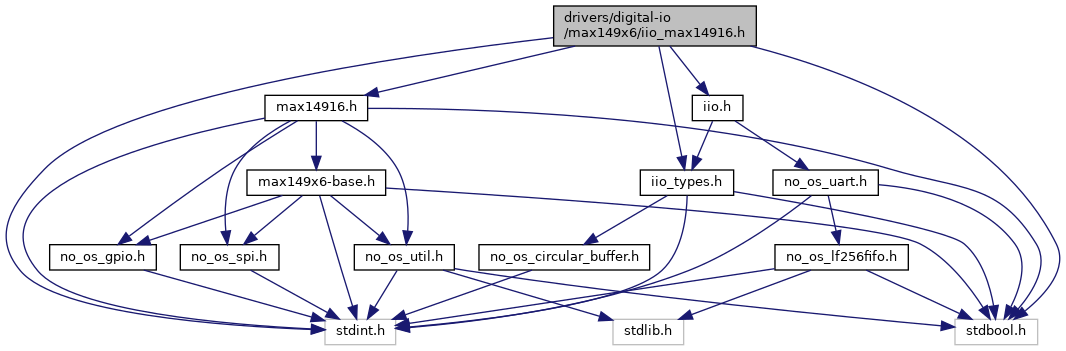 drivers/digital-io
/max149x6/iio_max14916.h
max14916.h
iio.h
max149x6-base.h
iio_types.h
no_os_uart.h
no_os_gpio.h
no_os_spi.h
no_os_util.h
no_os_circular_buffer.h
no_os_lf256fifo.h
stdint.h
stdlib.h
stdbool.h